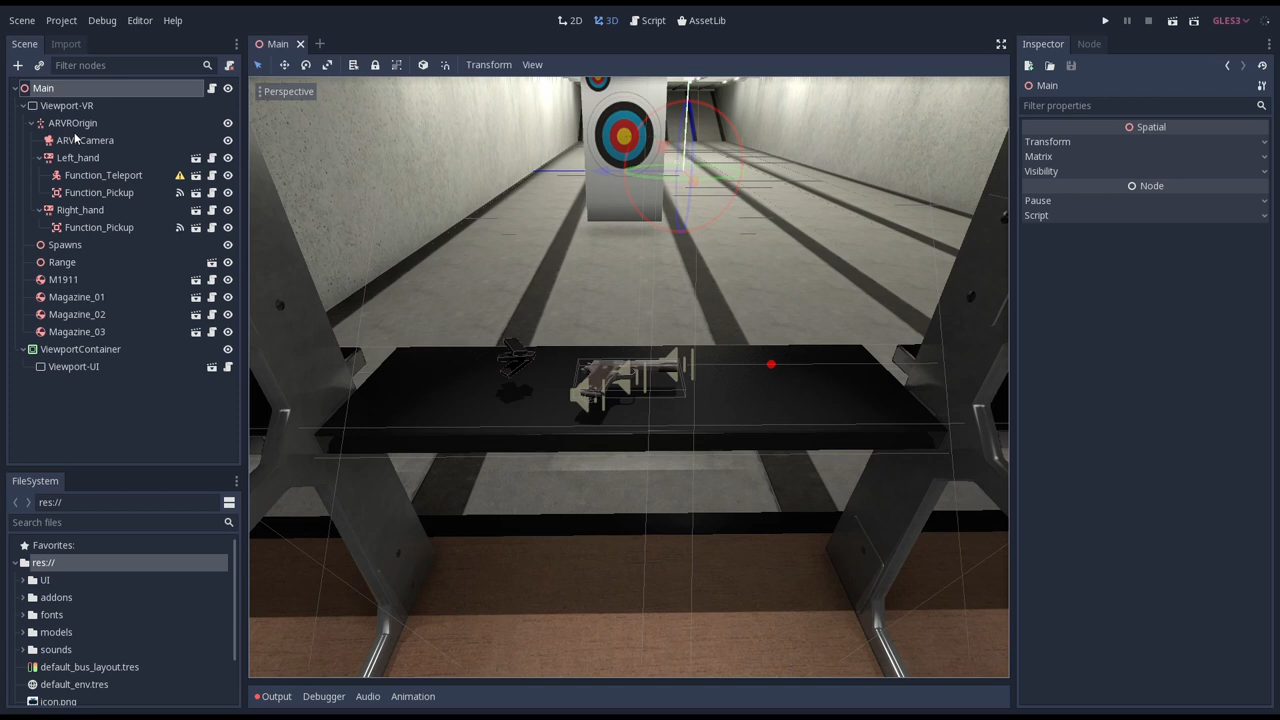 Scene Project Debug Editor Help 2D 3D Script AssetLib GLES3
Scene Import Main Inspector Node
Filter nodes Transform View
Main Perspective Main
Viewport-VR Filter properties
ARVROrigin
ARVRCamera Spatial
Left_hand Transform
Function_Teleport Matrix
Function_Pickup Visibility
Right_hand Node
Function_Pickup Pause
Spawns Script
Range
M1911
Magazine_01
Magazine_02
Magazine_03
ViewportContainer
Viewport-UI
FileSystem
res://
Search files
Favorites:
res://
UI
addons
fonts
models
sounds
default_bus_layout.tres
default_env.tres
icon.png
Output Debugger Audio Animation